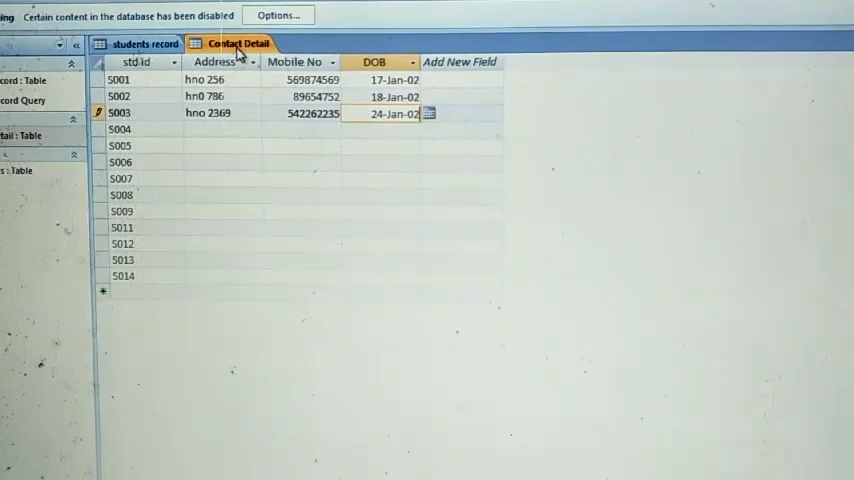 ing Certain content in the database has been disabled Options...
students record Contact Detail
std id Address Mobile No DOB Add New Field
S001 hno 256 569874569 17-Jan-02
S002 hn0 786 89654752 18-Jan-02
S003 hno 2369 542262235 24-Jan-02
S004
S005
S006
S007
S008
S009
S011
S012
S013
S014
cord : Table
cord Query
tail : Table
s : Table